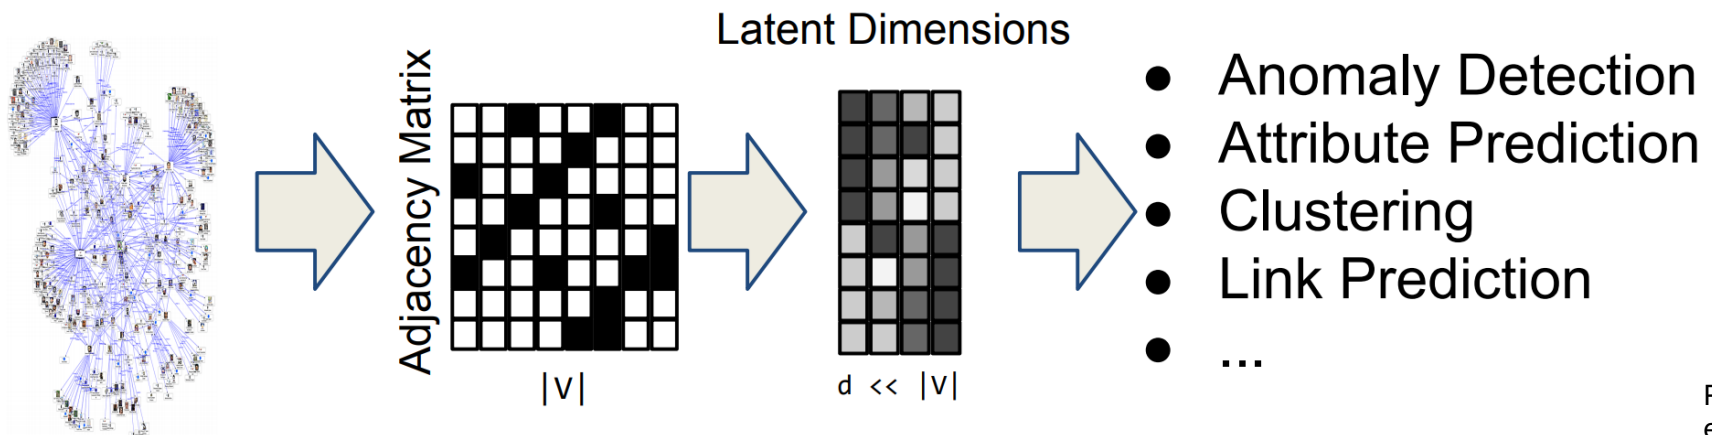 Latent Dimensions
Adjacency Matrix
|V|
d << |V|
● Anomaly Detection
● Attribute Prediction
● Clustering
● Link Prediction
● ...